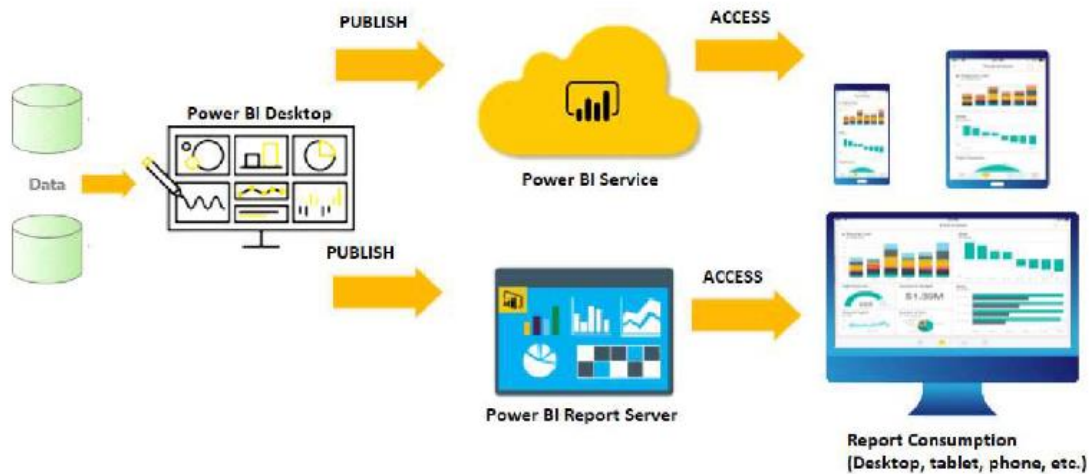 PUBLISH
ACCESS
Power BI Desktop
Data
Power BI Service
PUBLISH
ACCESS
$1.39M
Power BI Report Server
Report Consumption
(Desktop, tablet, phone, etc.)